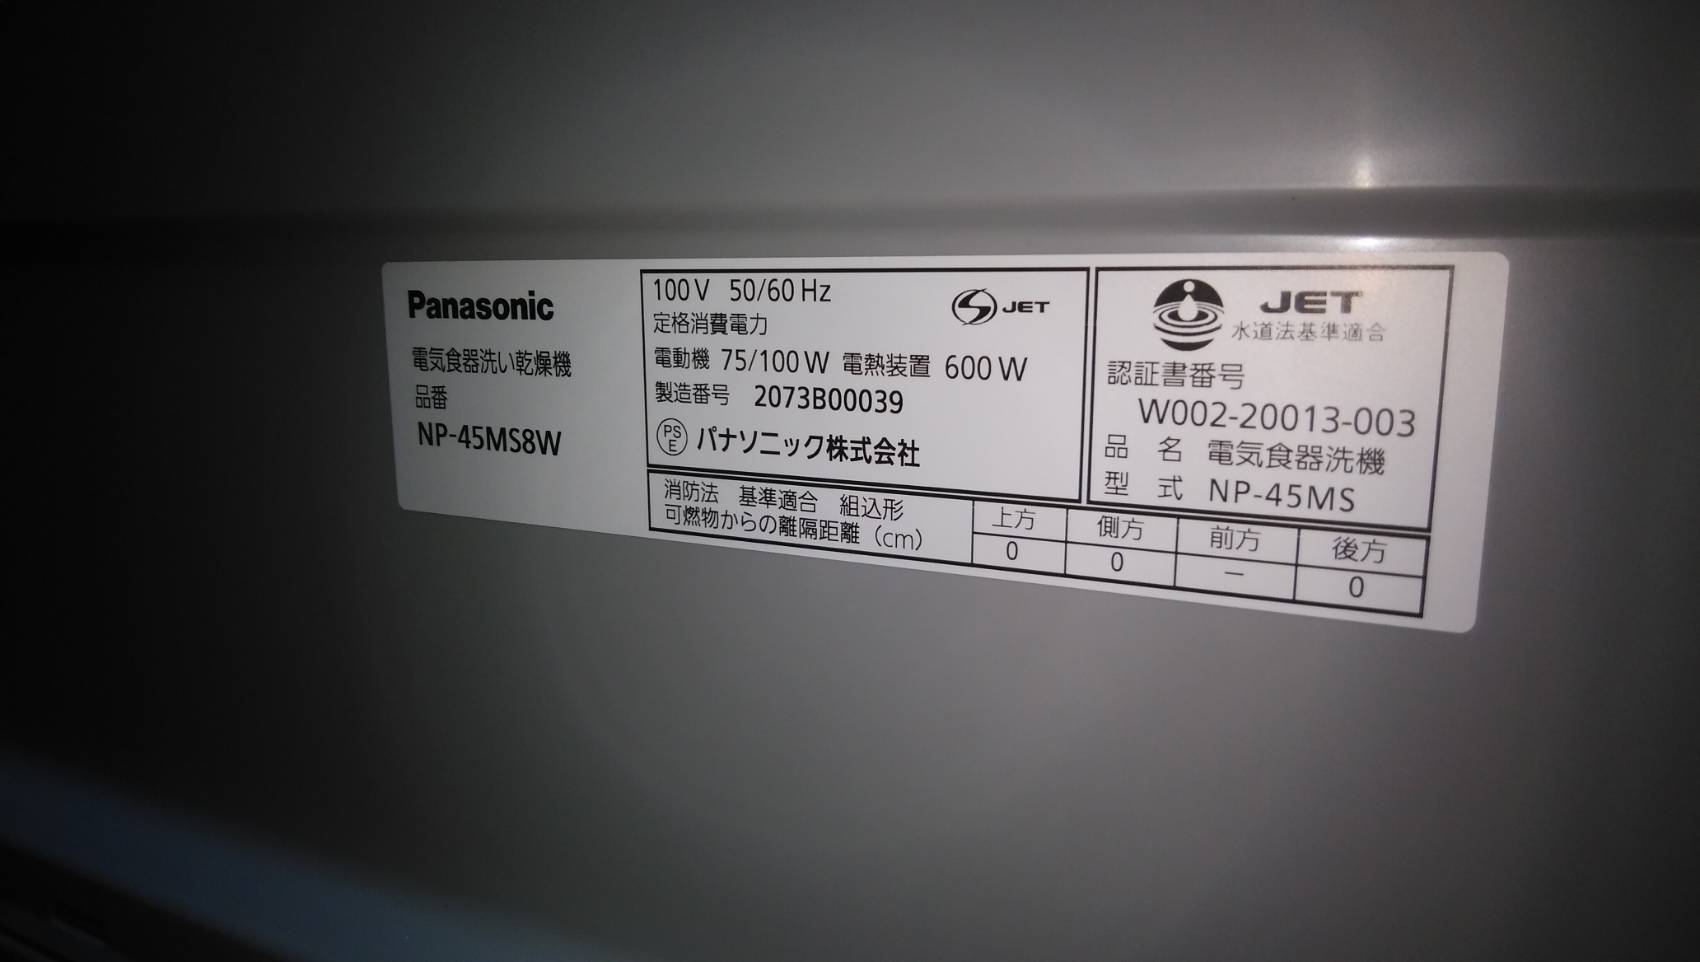 Panasonic
電気食器洗い乾燥機
品番
NP-45MS8W
100V 50/60Hz
JET
定格消費電力
電動機 75/100W 電熱装置 600W
製造番号 2073B00039
PS
E
パナソニック株式会社
JET
水道法基準適合
認証書番号
W002-20013-003
品 名 電気食器洗機
型 式 NP-45MS
消防法 基準適合 組込形
可燃物からの離隔距離(cm)
上方 側方 前方 後方
0 0 — 0